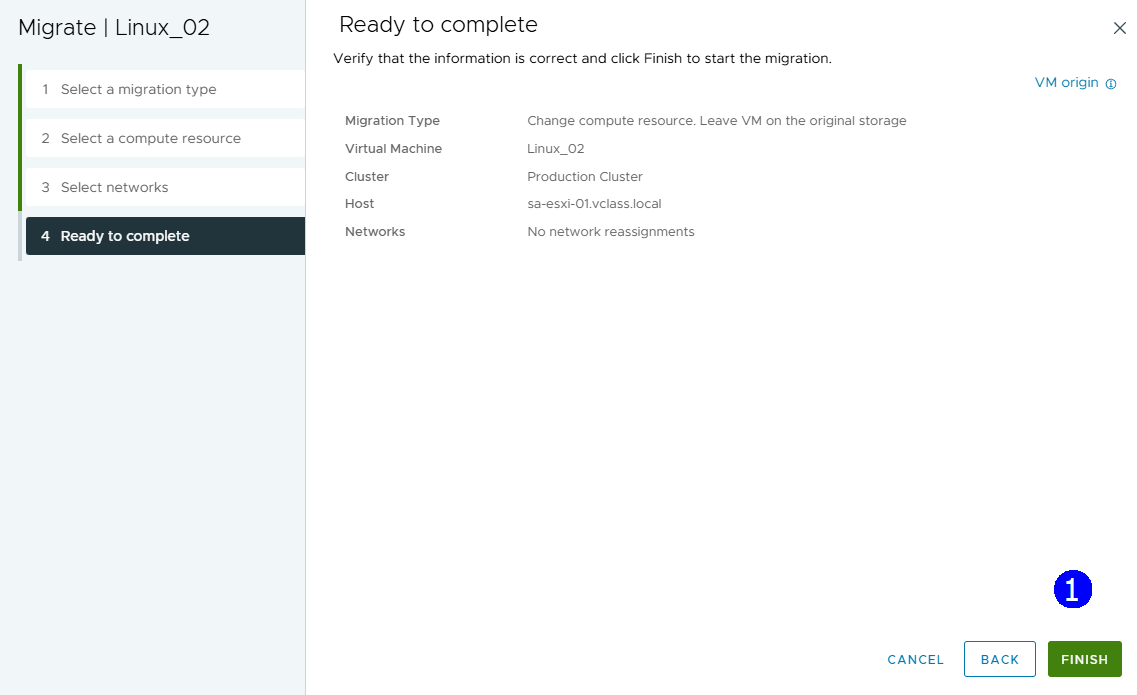 Migrate | Linux_02
1 Select a migration type
2 Select a compute resource
3 Select networks
4 Ready to complete
Ready to complete
Verify that the information is correct and click Finish to start the migration.
VM origin
Migration Type Change compute resource. Leave VM on the original storage
Virtual Machine Linux_02
Cluster Production Cluster
Host sa-esxi-01.vclass.local
Networks No network reassignments
1
CANCEL BACK FINISH